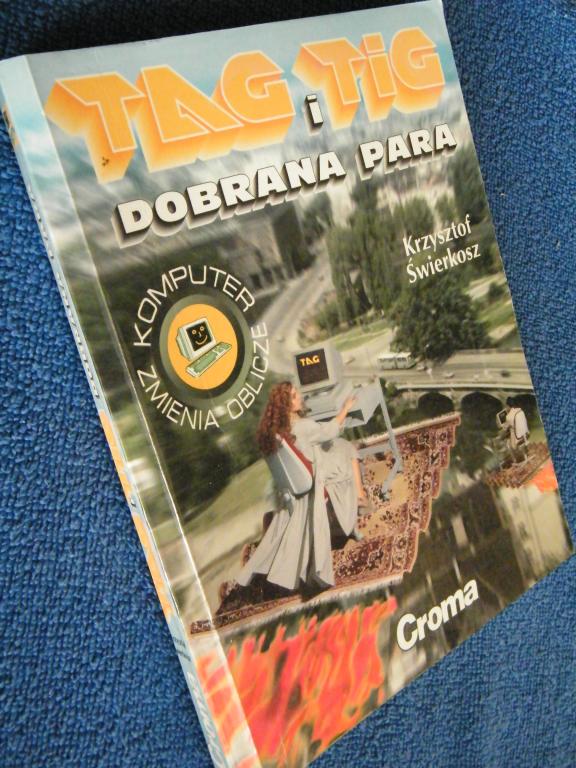 TAG i TiG
DOBRANA PARA
Krzysztof
Świerkosz
KOMPUTER
ZMIENIA OBLICZE
TAG
Croma